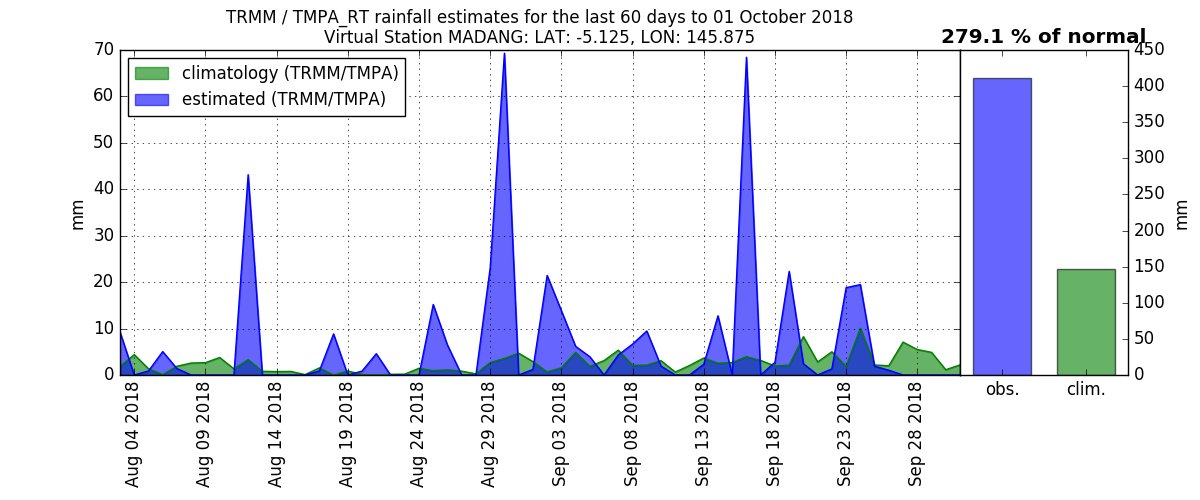 TRMM / TMPA_RT rainfall estimates for the last 60 days to 01 October 2018
Virtual Station MADANG: LAT: -5.125, LON: 145.875
279.1 % of normal
climatology (TRMM/TMPA)
estimated (TRMM/TMPA)
mm
70
60
50
40
30
20
10
0
Aug 04 2018
Aug 09 2018
Aug 14 2018
Aug 19 2018
Aug 24 2018
Aug 29 2018
Sep 03 2018
Sep 08 2018
Sep 13 2018
Sep 18 2018
Sep 23 2018
Sep 28 2018
450
400
350
300
250
200
150
100
50
0
mm
obs.
clim.